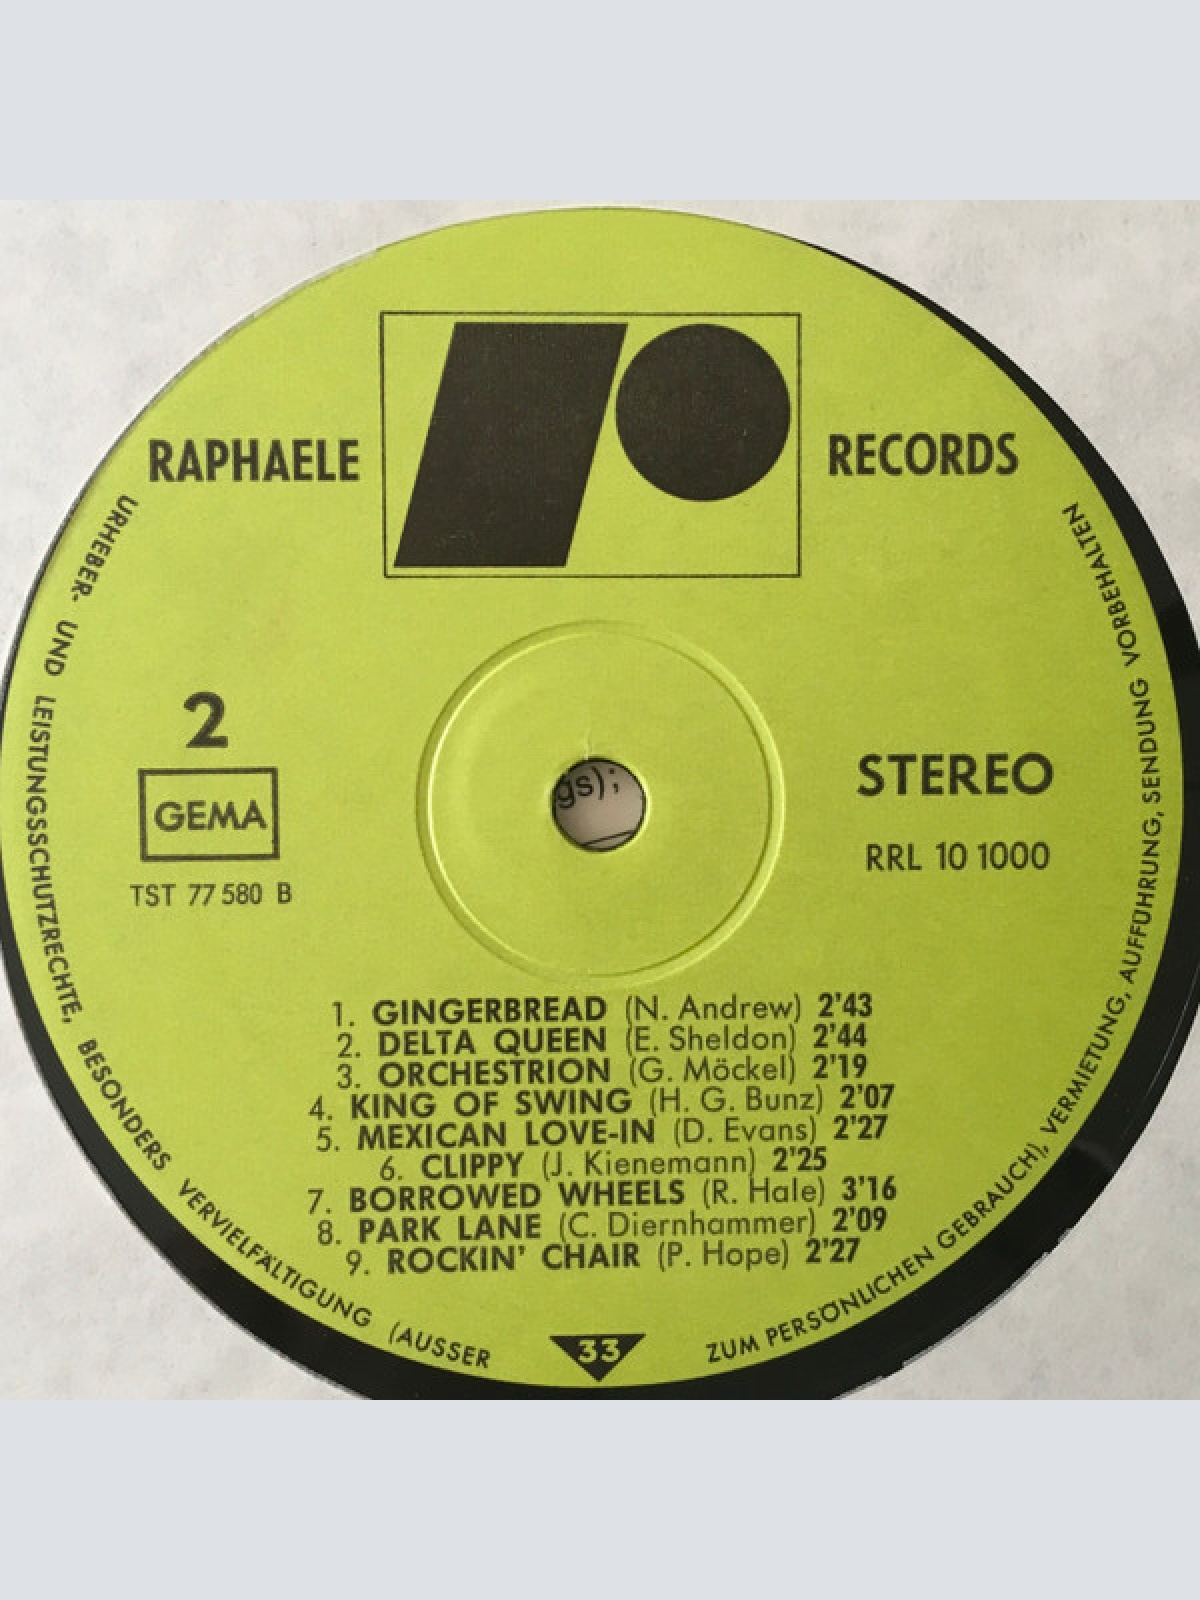 RAPHAELE RECORDS
2
GEMA
TST 77 580 B
STEREO
RRL 10 1000
gs);
1. GINGERBREAD (N. Andrew) 2'43
2. DELTA QUEEN (E. Sheldon) 2'44
3. ORCHESTRION (G. Möckel) 2'19
4. KING OF SWING (H. G. Bunz) 2'07
5. MEXICAN LOVE-IN (D. Evans) 2'27
6. CLIPPY (J. Kienemann) 2'25
7. BORROWED WHEELS (R. Hale) 3'16
8. PARK LANE (C. Diernhammer) 2'09
9. ROCKIN' CHAIR (P. Hope) 2'27
33
URHEBER- UND LEISTUNGSSCHUTZRECHTE, BESONDERS VERVIELFÄLTIGUNG (AUSSER ZUM PERSÖNLICHEN GEBRAUCH), VERMIETUNG, AUFFÜHRUNG, SENDUNG VORBEHALTEN